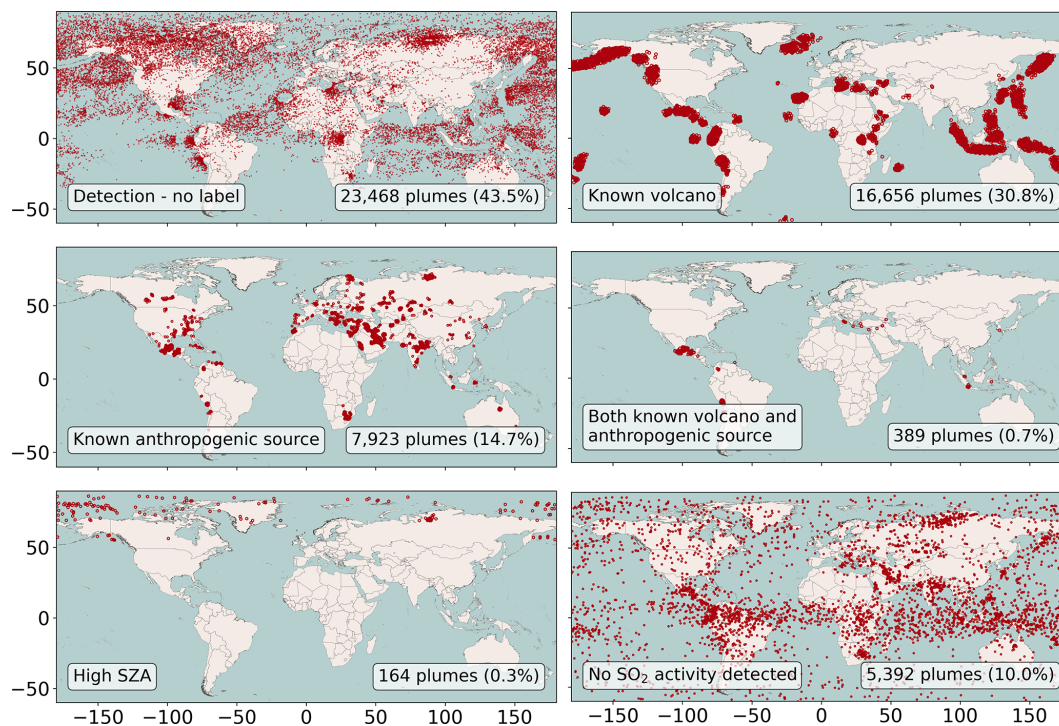 50
0
−50
Detection - no label
23,468 plumes (43.5%)
Known volcano
16,656 plumes (30.8%)
50
0
−50
Known anthropogenic source
7,923 plumes (14.7%)
Both known volcano and
anthropogenic source
389 plumes (0.7%)
50
0
−50
High SZA
164 plumes (0.3%)
No SO₂ activity detected
5,392 plumes (10.0%)
−150 −100 −50 0 50 100 150
−150 −100 −50 0 50 100 150